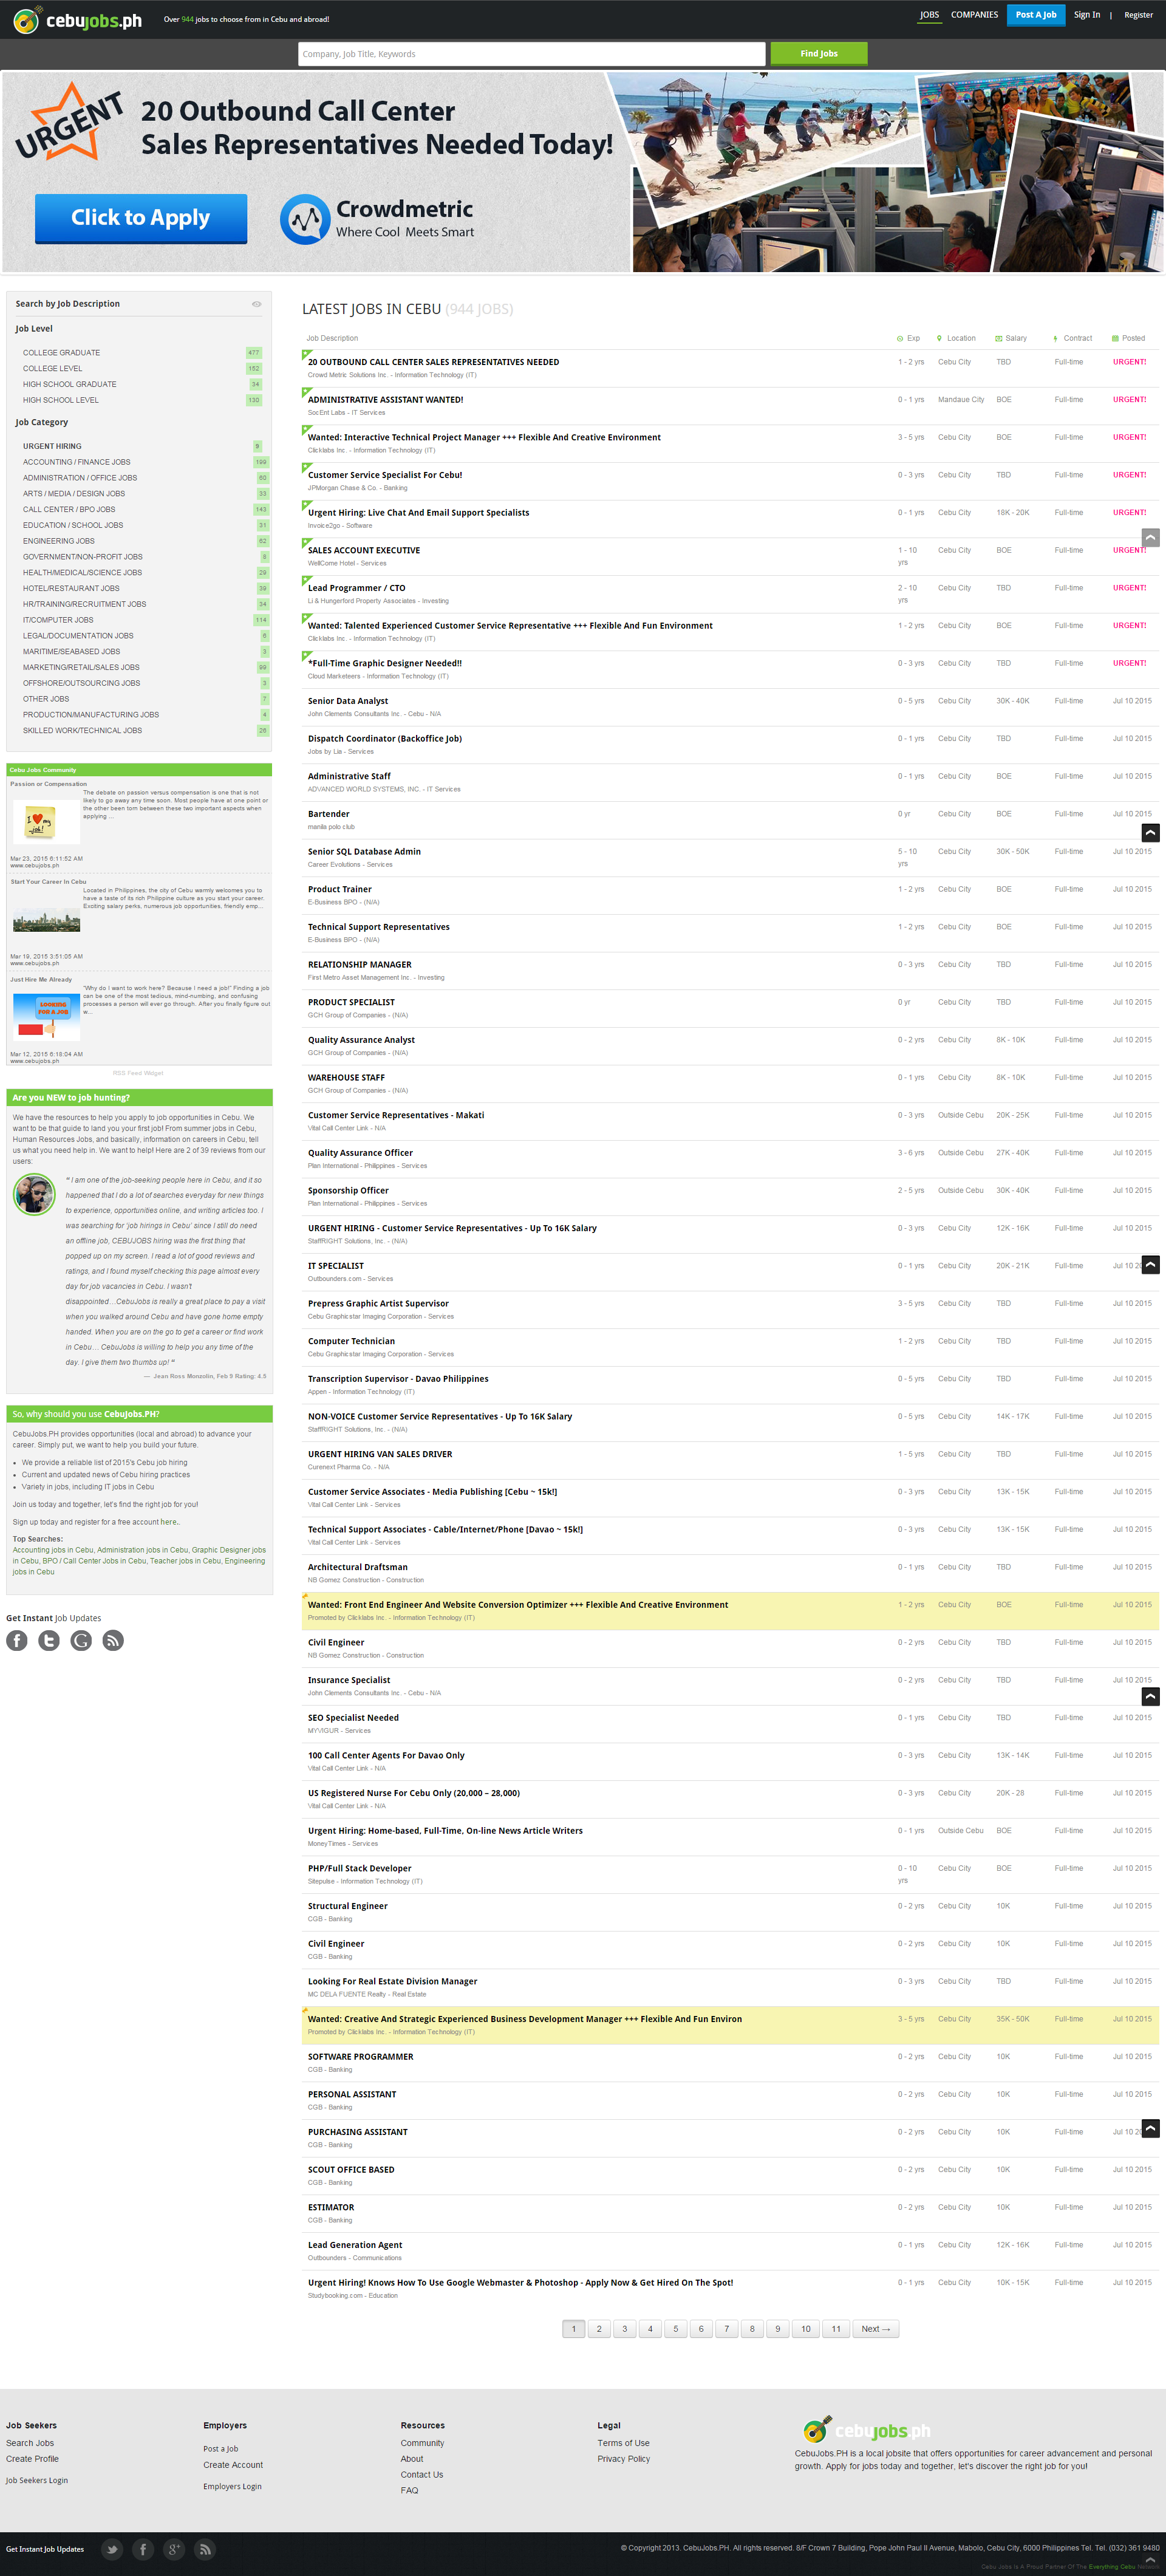 cebujobs.ph
Over 944 jobs to choose from in Cebu and abroad!
JOBS COMPANIES Post A Job Sign In | Register
Company, Job Title, Keywords Find Jobs
URGENT
20 Outbound Call Center
Sales Representatives Needed Today!
Click to Apply
Crowdmetric
Where Cool Meets Smart
Search by Job Description
Job Level
COLLEGE GRADUATE 477
COLLEGE LEVEL 152
HIGH SCHOOL GRADUATE 34
HIGH SCHOOL LEVEL 130
Job Category
URGENT HIRING 9
ACCOUNTING / FINANCE JOBS 189
ADMINISTRATION / OFFICE JOBS 80
ARTS / MEDIA / DESIGN JOBS 33
CALL CENTER / BPO JOBS 143
EDUCATION / SCHOOL JOBS 31
ENGINEERING JOBS 62
GOVERNMENT/NON-PROFIT JOBS
HEALTH/MEDICAL/SCIENCE JOBS 29
HOTEL/RESTAURANT JOBS 39
HR/TRAINING/RECRUITMENT JOBS 34
IT/COMPUTER JOBS 114
LEGAL/DOCUMENTATION JOBS 6
MARITIME/SEABASED JOBS 3
MARKETING/RETAIL/SALES JOBS 89
OFFSHORE/OUTSOURCING JOBS 3
OTHER JOBS 7
PRODUCTION/MANUFACTURING JOBS 4
SKILLED WORK/TECHNICAL JOBS 26
Cebu Jobs Community
Passion or Compensation
The debate on passion versus compensation is one that is not
likely to go away any time soon. Most people have at one point or
the other been torn between these two important aspects when
applying ...
I my
job!
Mar 23, 2015 6:11:52 AM
www.cebujobs.ph
Start Your Career In Cebu
Located in Philippines, the city of Cebu warmly welcomes you to
have a taste of its rich Philippine culture as you start your career.
Exciting salary perks, numerous job opportunities, friendly emp...
Mar 19, 2015 3:51:05 AM
www.cebujobs.ph
Just Hire Me Already
"Why do I want to work here? Because I need a job!" Finding a job
can be one of the most tedious, mind-numbing, and confusing
processes a person will ever go through. After you finally figure out
w...
LOOKING
FOR A JOB
Mar 12, 2015 6:18:04 AM
www.cebujobs.ph
RSS Feed Widget
Are you NEW to job hunting?
We have the resources to help you apply to job opportunities in Cebu. We
want to be that guide to land you your first job! From summer jobs in Cebu,
Human Resources Jobs, and basically, information on careers in Cebu, tell
us what you need help in. We want to help! Here are 2 of 39 reviews from our
users:
" I am one of the job-seeking people here in Cebu, and it so
happened that I do a lot of searches everyday for new things
to experience, opportunities online, and writing articles too. I
was searching for 'job hirings in Cebu' since I still do need
an offline job, CEBUJOBS hiring was the first thing that
popped up on my screen. I read a lot of good reviews and
ratings, and I found myself checking this page almost every
day for job vacancies in Cebu. I wasn't
disappointed…CebuJobs is really a great place to pay a visit
when you walked around Cebu and have gone home empty
handed. When you are on the go to get a career or find work
in Cebu… CebuJobs is willing to help you any time of the
day. I give them two thumbs up! "
— Jean Ross Monzolin, Feb 9 Rating: 4.5
So, why should you use CebuJobs.PH?
CebuJobs.PH provides opportunities (local and abroad) to advance your
career. Simply put, we want to help you build your future.
• We provide a reliable list of 2015's Cebu job hiring
• Current and updated news of Cebu hiring practices
• Variety in jobs, including IT jobs in Cebu
Join us today and together, let's find the right job for you!
Sign up today and register for a free account here..
Top Searches:
Accounting jobs in Cebu, Administration jobs in Cebu, Graphic Designer jobs
in Cebu, BPO / Call Center Jobs in Cebu, Teacher jobs in Cebu, Engineering
jobs in Cebu
Get Instant Job Updates
LATEST JOBS IN CEBU (944 JOBS)
Job Description Exp Location Salary Contract Posted
20 OUTBOUND CALL CENTER SALES REPRESENTATIVES NEEDED 1 - 2 yrs Cebu City TBD Full-time URGENT!
Crowd Metric Solutions Inc. - Information Technology (IT)
ADMINISTRATIVE ASSISTANT WANTED! 0 - 1 yrs Mandaue City BOE Full-time URGENT!
SocEnt Labs - IT Services
Wanted: Interactive Technical Project Manager +++ Flexible And Creative Environment 3 - 5 yrs Cebu City BOE Full-time URGENT!
Clicklabs Inc. - Information Technology (IT)
Customer Service Specialist For Cebu! 0 - 3 yrs Cebu City TBD Full-time URGENT!
JPMorgan Chase & Co. - Banking
Urgent Hiring: Live Chat And Email Support Specialists 0 - 1 yrs Cebu City 18K - 20K Full-time URGENT!
Invoice2go - Software
SALES ACCOUNT EXECUTIVE 1 - 10 yrs Cebu City BOE Full-time URGENT!
WellCome Hotel - Services
Lead Programmer / CTO 2 - 10 yrs Cebu City TBD Full-time URGENT!
Li & Hungerford Property Associates - Investing
Wanted: Talented Experienced Customer Service Representative +++ Flexible And Fun Environment 1 - 2 yrs Cebu City BOE Full-time URGENT!
Clicklabs Inc. - Information Technology (IT)
*Full-Time Graphic Designer Needed!! 0 - 3 yrs Cebu City TBD Full-time URGENT!
Cloud Marketeers - Information Technology (IT)
Senior Data Analyst 0 - 5 yrs Cebu City 30K - 40K Full-time Jul 10 2015
John Clements Consultants Inc. - Cebu - N/A
Dispatch Coordinator (Backoffice Job) 0 - 1 yrs Cebu City TBD Full-time Jul 10 2015
Jobs by Lia - Services
Administrative Staff 0 - 1 yrs Cebu City BOE Full-time Jul 10 2015
ADVANCED WORLD SYSTEMS, INC. - IT Services
Bartender 0 yr Cebu City BOE Full-time Jul 10 2015
manila polo club
Senior SQL Database Admin 5 - 10 yrs Cebu City 30K - 50K Full-time Jul 10 2015
Career Evolutions - Services
Product Trainer 1 - 2 yrs Cebu City BOE Full-time Jul 10 2015
E-Business BPO - (N/A)
Technical Support Representatives 1 - 2 yrs Cebu City BOE Full-time Jul 10 2015
E-Business BPO - (N/A)
RELATIONSHIP MANAGER 0 - 3 yrs Cebu City TBD Full-time Jul 10 2015
First Metro Asset Management Inc. - Investing
PRODUCT SPECIALIST 0 yr Cebu City TBD Full-time Jul 10 2015
GCH Group of Companies - (N/A)
Quality Assurance Analyst 0 - 2 yrs Cebu City 8K - 10K Full-time Jul 10 2015
GCH Group of Companies - (N/A)
WAREHOUSE STAFF 0 - 1 yrs Cebu City 8K - 10K Full-time Jul 10 2015
GCH Group of Companies - (N/A)
Customer Service Representatives - Makati 0 - 3 yrs Outside Cebu 20K - 25K Full-time Jul 10 2015
Vital Call Center Link - N/A
Quality Assurance Officer 3 - 6 yrs Outside Cebu 27K - 40K Full-time Jul 10 2015
Plan International - Philippines - Services
Sponsorship Officer 2 - 5 yrs Outside Cebu 30K - 40K Full-time Jul 10 2015
Plan International - Philippines - Services
URGENT HIRING - Customer Service Representatives - Up To 16K Salary 0 - 3 yrs Cebu City 12K - 16K Full-time Jul 10 2015
StaffRIGHT Solutions, Inc. - (N/A)
IT SPECIALIST 0 - 1 yrs Cebu City 20K - 21K Full-time Jul 10
Outbounders.com - Services
Prepress Graphic Artist Supervisor 3 - 5 yrs Cebu City TBD Full-time Jul 10 2015
Cebu Graphicstar Imaging Corporation - Services
Computer Technician 1 - 2 yrs Cebu City TBD Full-time Jul 10 2015
Cebu Graphicstar Imaging Corporation - Services
Transcription Supervisor - Davao Philippines 0 - 5 yrs Cebu City TBD Full-time Jul 10 2015
Appen - Information Technology (IT)
NON-VOICE Customer Service Representatives - Up To 16K Salary 0 - 5 yrs Cebu City 14K - 17K Full-time Jul 10 2015
StaffRIGHT Solutions, Inc. - (N/A)
URGENT HIRING VAN SALES DRIVER 1 - 5 yrs Cebu City TBD Full-time Jul 10 2015
Curenext Pharma Co. - N/A
Customer Service Associates - Media Publishing [Cebu ~ 15k!] 0 - 3 yrs Cebu City 13K - 15K Full-time Jul 10 2015
Vital Call Center Link - Services
Technical Support Associates - Cable/Internet/Phone [Davao ~ 15k!] 0 - 3 yrs Cebu City 13K - 15K Full-time Jul 10 2015
Vital Call Center Link - Services
Architectural Draftsman 0 - 1 yrs Cebu City TBD Full-time Jul 10 2015
NB Gomez Construction - Construction
Wanted: Front End Engineer And Website Conversion Optimizer +++ Flexible And Creative Environment 1 - 2 yrs Cebu City BOE Full-time Jul 10 2015
Promoted by Clicklabs Inc. - Information Technology (IT)
Civil Engineer 0 - 2 yrs Cebu City TBD Full-time Jul 10 2015
NB Gomez Construction - Construction
Insurance Specialist 0 - 2 yrs Cebu City TBD Full-time Jul 10 2015
John Clements Consultants Inc. - Cebu - N/A
SEO Specialist Needed 0 - 1 yrs Cebu City TBD Full-time Jul 10 2015
MYVIGUR - Services
100 Call Center Agents For Davao Only 0 - 3 yrs Cebu City 13K - 14K Full-time Jul 10 2015
Vital Call Center Link - N/A
US Registered Nurse For Cebu Only (20,000 – 28,000) 0 - 3 yrs Cebu City 20K - 28 Full-time Jul 10 2015
Vital Call Center Link - N/A
Urgent Hiring: Home-based, Full-Time, On-line News Article Writers 0 - 1 yrs Outside Cebu BOE Full-time Jul 10 2015
MoneyTimes - Services
PHP/Full Stack Developer 0 - 10 yrs Cebu City BOE Full-time Jul 10 2015
Sitepulse - Information Technology (IT)
Structural Engineer 0 - 2 yrs Cebu City 10K Full-time Jul 10 2015
CGB - Banking
Civil Engineer 0 - 2 yrs Cebu City 10K Full-time Jul 10 2015
CGB - Banking
Looking For Real Estate Division Manager 0 - 3 yrs Cebu City TBD Full-time Jul 10 2015
MC DELA FUENTE Realty - Real Estate
Wanted: Creative And Strategic Experienced Business Development Manager +++ Flexible And Fun Environ 3 - 5 yrs Cebu City 35K - 50K Full-time Jul 10 2015
Promoted by Clicklabs Inc. - Information Technology (IT)
SOFTWARE PROGRAMMER 0 - 2 yrs Cebu City 10K Full-time Jul 10 2015
CGB - Banking
PERSONAL ASSISTANT 0 - 2 yrs Cebu City 10K Full-time Jul 10 2015
CGB - Banking
PURCHASING ASSISTANT 0 - 2 yrs Cebu City 10K Full-time Jul 10
CGB - Banking
SCOUT OFFICE BASED 0 - 2 yrs Cebu City 10K Full-time Jul 10 2015
CGB - Banking
ESTIMATOR 0 - 2 yrs Cebu City 10K Full-time Jul 10 2015
CGB - Banking
Lead Generation Agent 0 - 1 yrs Cebu City 12K - 16K Full-time Jul 10 2015
Outbounders - Communications
Urgent Hiring! Knows How To Use Google Webmaster & Photoshop - Apply Now & Get Hired On The Spot! 0 - 1 yrs Cebu City 10K - 15K Full-time Jul 10 2015
Studybooking.com - Education
1 2 3 4 5 6 7 8 9 10 11 Next →
Job Seekers
Search Jobs
Create Profile
Job Seekers Login
Employers
Post a Job
Create Account
Employers Login
Resources
Community
About
Contact Us
FAQ
Legal
Terms of Use
Privacy Policy
cebujobs.ph
CebuJobs.PH is a local jobsite that offers opportunities for career advancement and personal
growth. Apply for jobs today and together, let's discover the right job for you!
Get Instant Job Updates
© Copyright 2013. CebuJobs.PH. All rights reserved. 8/F Crown 7 Building, Pope John Paul II Avenue, Mabolo, Cebu City, 6000 Philippines Tel. Tel. (032) 361 9480
Cebu Jobs Is A Proud Partner Of The Everything Cebu